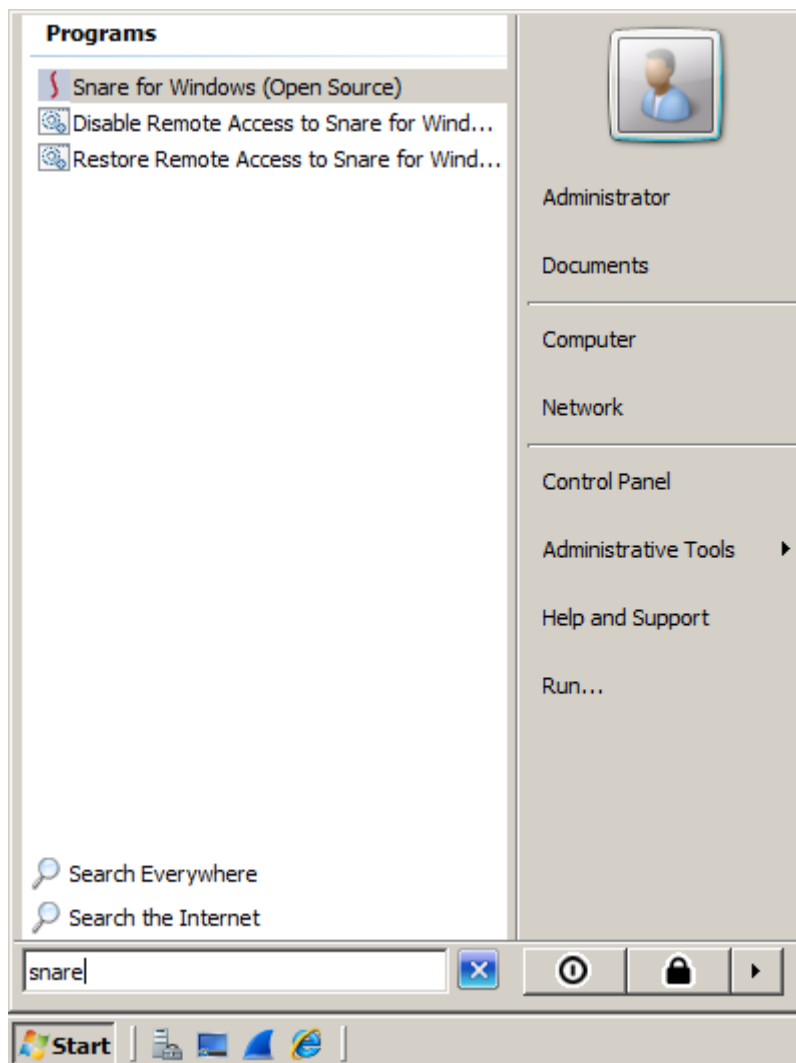 Programs
Snare for Windows (Open Source)
Disable Remote Access to Snare for Wind...
Restore Remote Access to Snare for Wind...
Search Everywhere
Search the Internet
snare
Administrator
Documents
Computer
Network
Control Panel
Administrative Tools
Help and Support
Run...
Start